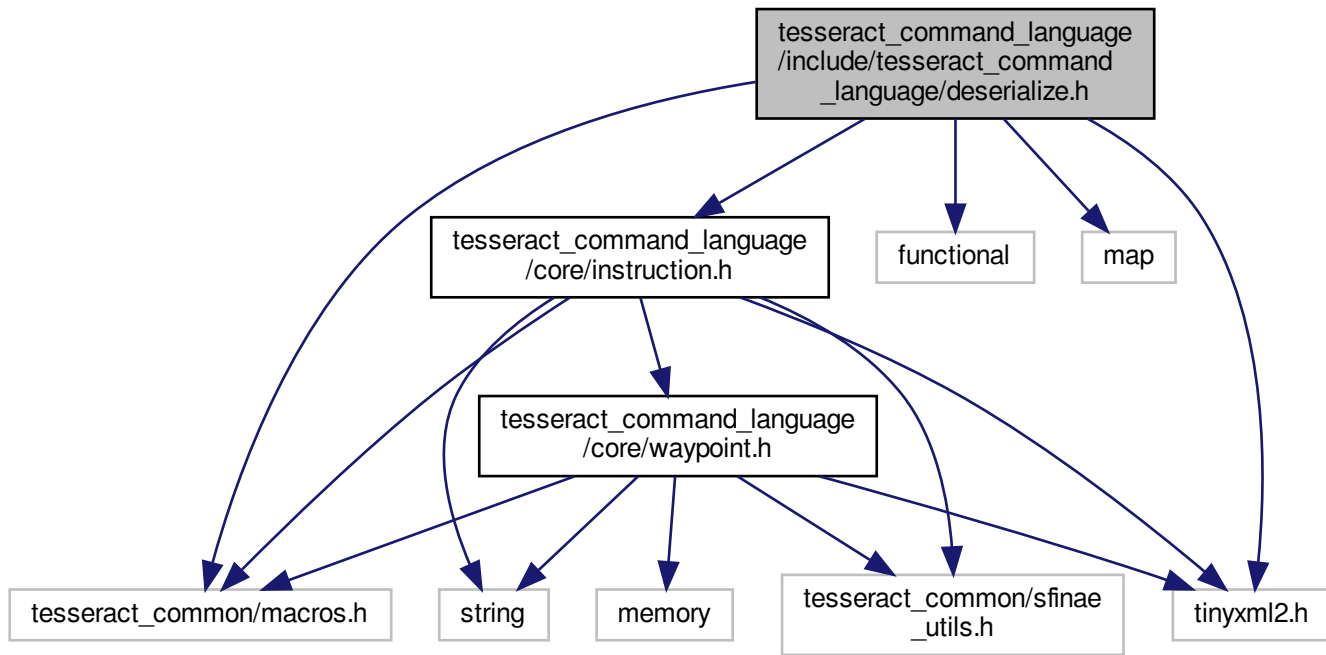 tesseract_command_language
/include/tesseract_command
_language/deserialize.h
tesseract_command_language
/core/instruction.h
functional
map
tesseract_command_language
/core/waypoint.h
tesseract_common/macros.h
string
memory
tesseract_common/sfinae
_utils.h
tinyxml2.h